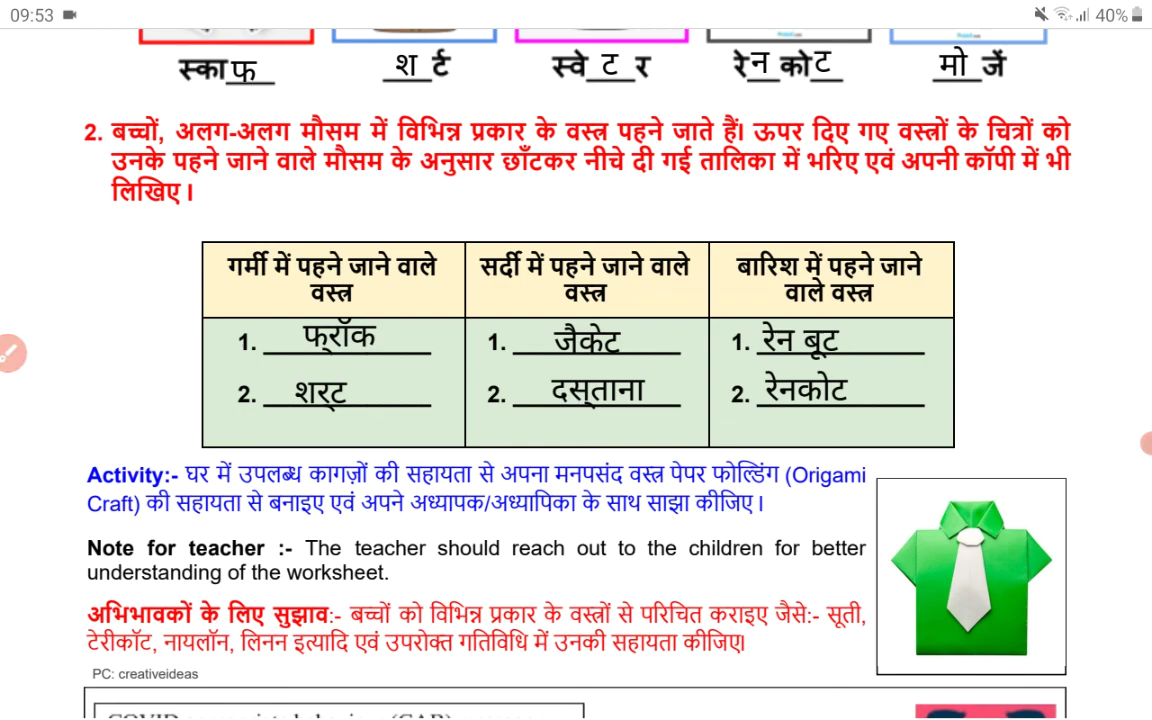 09:53 40%
स्काफ शर्ट स्वेटर रेनकोट मोजें
2. बच्चों, अलग-अलग मौसम में विभिन्न प्रकार के वस्त्र पहने जाते हैं। ऊपर दिए गए वस्त्रों के चित्रों को
उनके पहने जाने वाले मौसम के अनुसार छाँटकर नीचे दी गई तालिका में भरिए एवं अपनी कॉपी में भी
लिखिए ।
गर्मी में पहने जाने वाले
वस्त्र
सर्दी में पहने जाने वाले
वस्त्र
बारिश में पहने जाने
वाले वस्त्र
1. फ्रॉक
2. शर्ट
1. जैकेट
2. दस्ताना
1. रेन बूट
2. रेनकोट
Activity:- घर में उपलब्ध कागज़ों की सहायता से अपना मनपसंद वस्त्र पेपर फोल्डिंग (Origami
Craft) की सहायता से बनाइए एवं अपने अध्यापक/अध्यापिका के साथ साझा कीजिए ।
Note for teacher :- The teacher should reach out to the children for better
understanding of the worksheet.
अभिभावकों के लिए सुझाव:- बच्चों को विभिन्न प्रकार के वस्त्रों से परिचित कराइए जैसे:- सूती,
टेरीकॉट, नायलॉन, लिनन इत्यादि एवं उपरोक्त गतिविधि में उनकी सहायता कीजिए।
PC: creativeideas